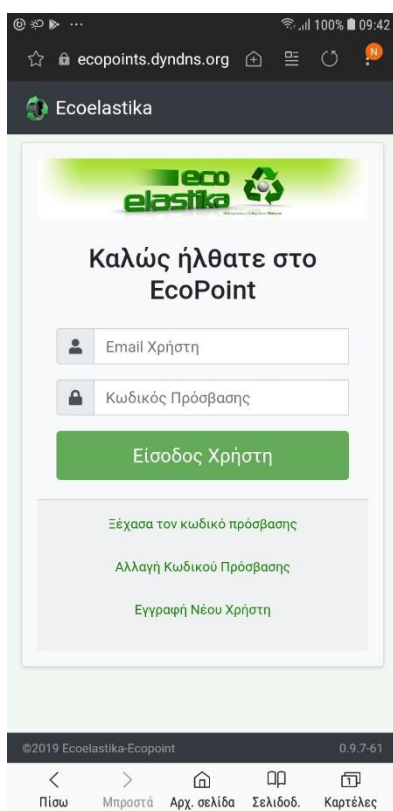 100% 09:42
ecopoints.dyndns.org
N
Ecoelastika
eco
elastika
Καλώς ήλθατε στο
EcoPoint
Email Χρήστη
Κωδικός Πρόσβασης
Είσοδος Χρήστη
Ξέχασα τον κωδικό πρόσβασης
Αλλαγή Κωδικού Πρόσβασης
Εγγραφή Νέου Χρήστη
©2019 Ecoelastika-Ecopoint 0.9.7-61
1
Πίσω Μπροστά Αρχ. σελίδα Σελιδοδ. Καρτέλες